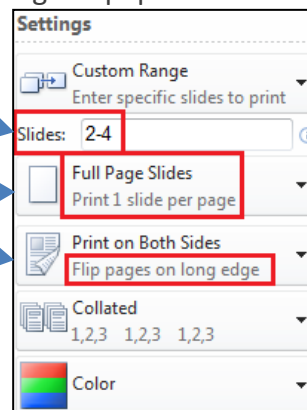 Settings
Custom Range
Enter specific slides to print
Slides: 2-4
Full Page Slides
Print 1 slide per page
Print on Both Sides
Flip pages on long edge
Collated
1,2,3 1,2,3 1,2,3
Color